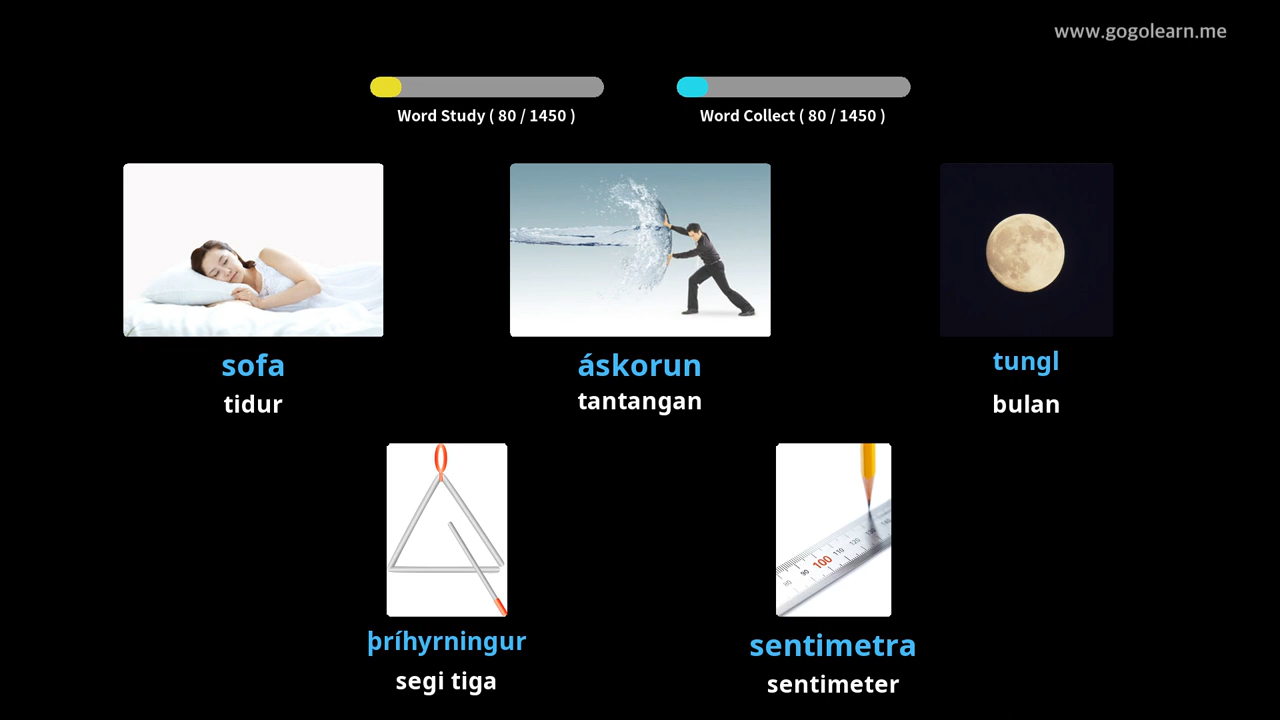 www.gogolearn.me
Word Study ( 80 / 1450 )
Word Collect ( 80 / 1450 )
sofa
tidur
áskorun
tantangan
tungl
bulan
þríhyrningur
segi tiga
sentimetra
sentimeter
100